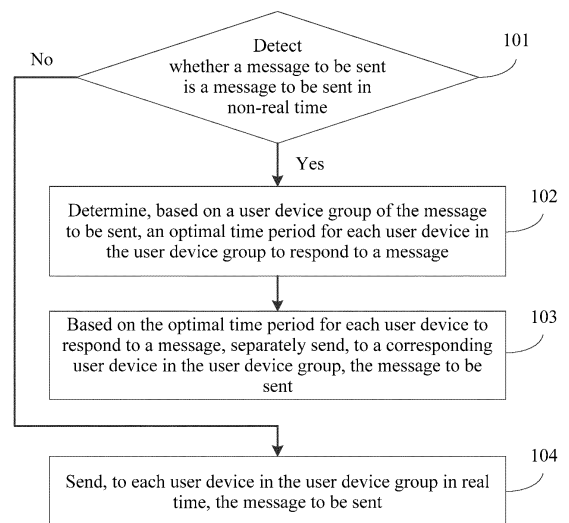 Detect
whether a message to be sent
is a message to be sent in
non-real time
101
No
Yes
Determine, based on a user device group of the message
to be sent, an optimal time period for each user device in
the user device group to respond to a message
102
Based on the optimal time period for each user device to
respond to a message, separately send, to a corresponding
user device in the user device group, the message to be
sent
103
Send, to each user device in the user device group in real
time, the message to be sent
104